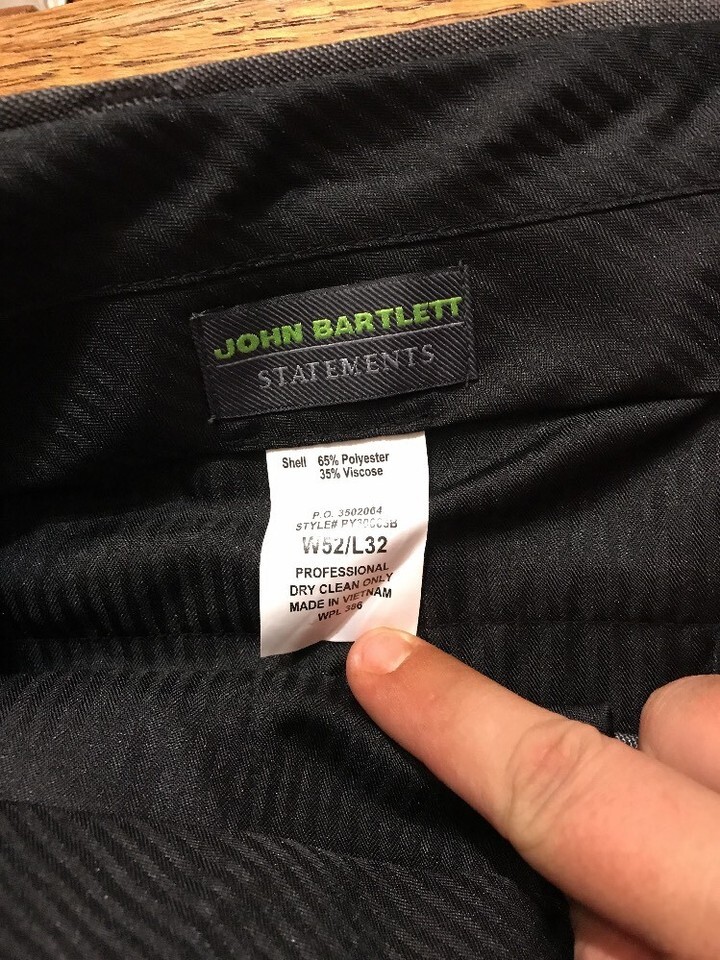 JOHN BARTLETT
STATEMENTS
Shell 65% Polyester
35% Viscose
P.O. 3502064
STYLE#
W52/L32
PROFESSIONAL
DRY CLEAN ONLY
MADE IN VIETNAM
WPL 386